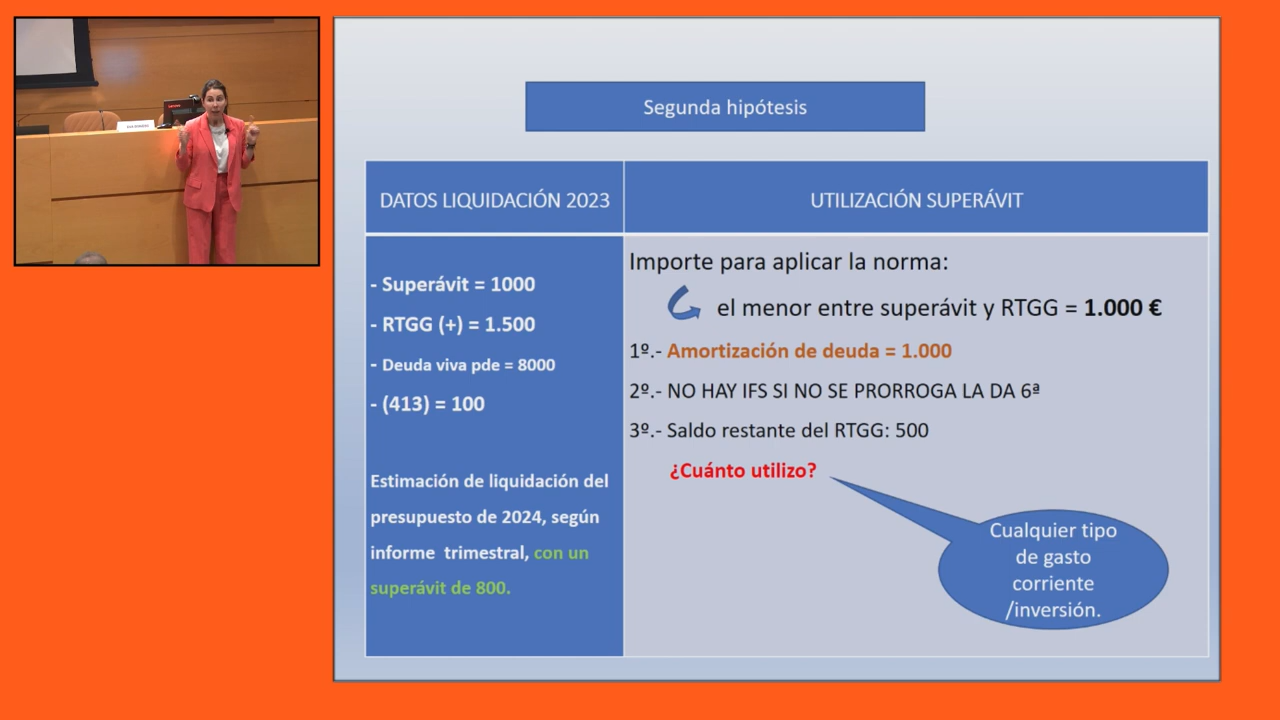 Segunda hipótesis
DATOS LIQUIDACIÓN 2023
UTILIZACIÓN SUPERÁVIT
- Superávit = 1000
- RTGG (+) = 1.500
- Deuda viva pde = 8000
- (413) = 100
Estimación de liquidación del
presupuesto de 2024, según
informe trimestral, con un
superávit de 800.
Importe para aplicar la norma:
el menor entre superávit y RTGG = 1.000 €
1º.- Amortización de deuda = 1.000
2º.- NO HAY IFS SI NO SE PRORROGA LA DA 6ª
3º.- Saldo restante del RTGG: 500
¿Cuánto utilizo?
Cualquier tipo
de gasto
corriente
/inversión.